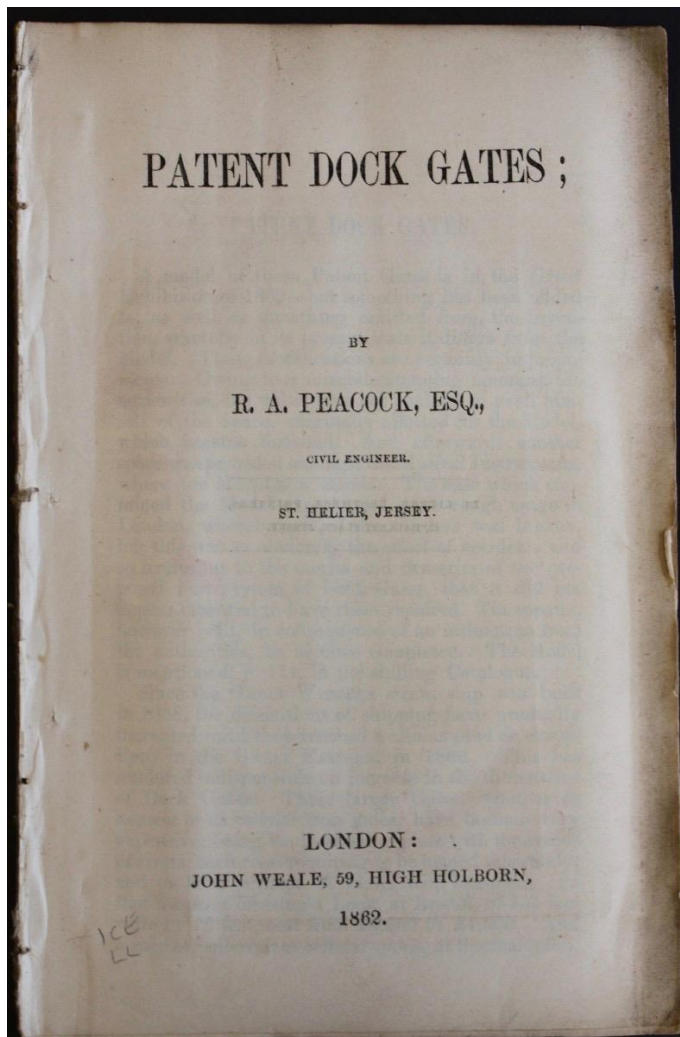 PATENT DOCK GATES;
BY
R. A. PEACOCK, ESQ.,
CIVIL ENGINEER.
ST. HELIER, JERSEY.
LONDON:
JOHN WEALE, 59, HIGH HOLBORN,
1862.
ICE
LL